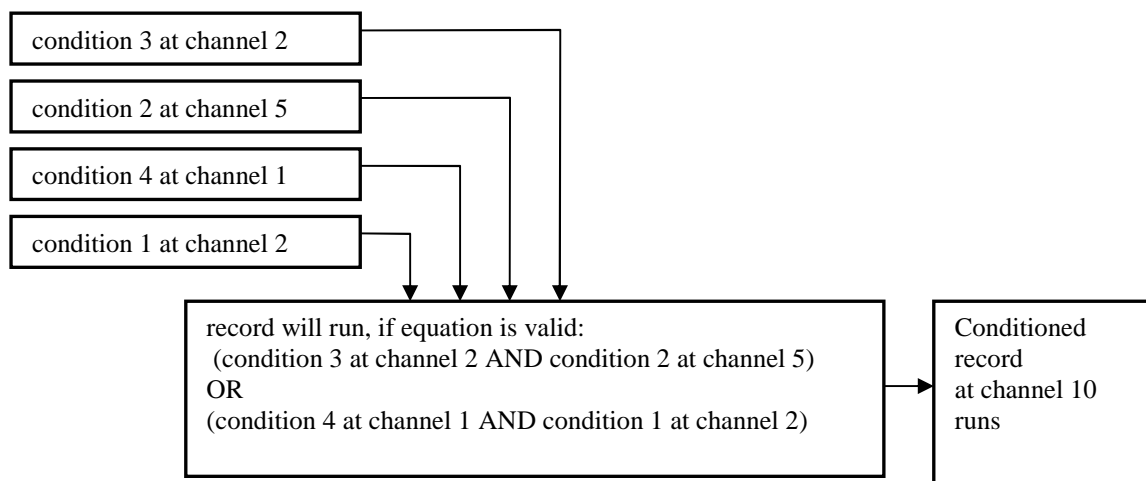 condition 3 at channel 2
condition 2 at channel 5
condition 4 at channel 1
condition 1 at channel 2
record will run, if equation is valid:
(condition 3 at channel 2 AND condition 2 at channel 5)
OR
(condition 4 at channel 1 AND condition 1 at channel 2)
Conditioned
record
at channel 10
runs